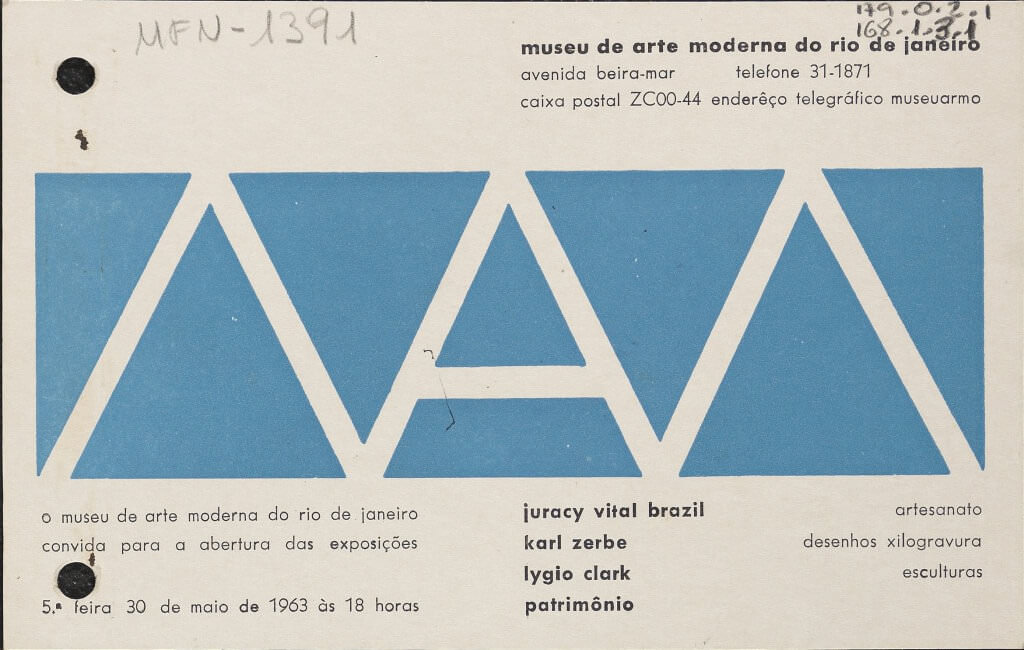 MFN-1391
179.0.2.1
168.1.3.1
museu de arte moderna do rio de janeiro
avenida beira-mar telefone 31-1871
caixa postal ZC00-44 enderêço telegráfico museuarmo
MAM
o museu de arte moderna do rio de janeiro
convida para a abertura das exposições
5.ª feira 30 de maio de 1963 às 18 horas
juracy vital brazil artesanato
karl zerbe desenhos xilogravura
lygio clark esculturas
patrimônio